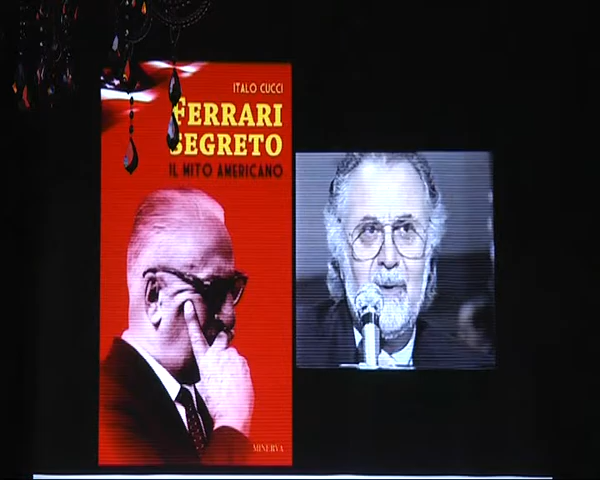 ITALO CUCCI
FERRARI
SEGRETO
IL MITO AMERICANO
MINERVA